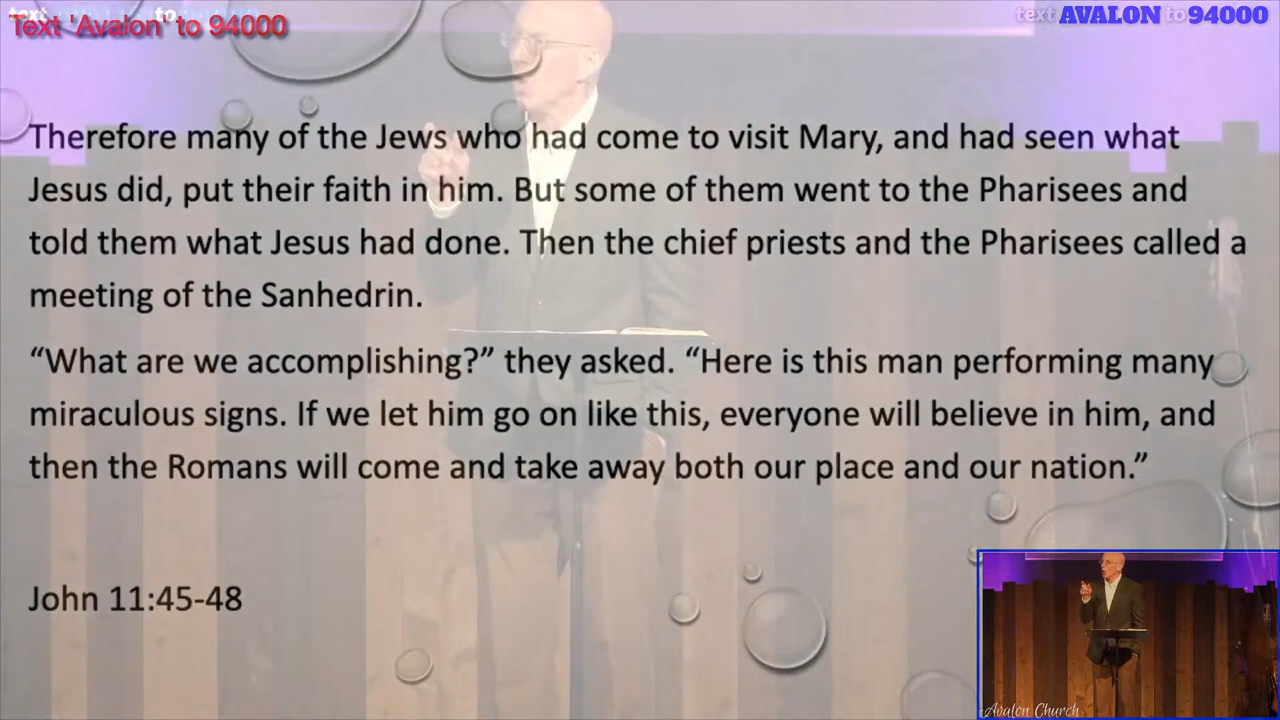 Text 'Avalon' to 94000
text AVALON to 94000
Therefore many of the Jews who had come to visit Mary, and had seen what
Jesus did, put their faith in him. But some of them went to the Pharisees and
told them what Jesus had done. Then the chief priests and the Pharisees called a
meeting of the Sanhedrin.
“What are we accomplishing?” they asked. “Here is this man performing many
miraculous signs. If we let him go on like this, everyone will believe in him, and
then the Romans will come and take away both our place and our nation.”
John 11:45-48
Avalon Church